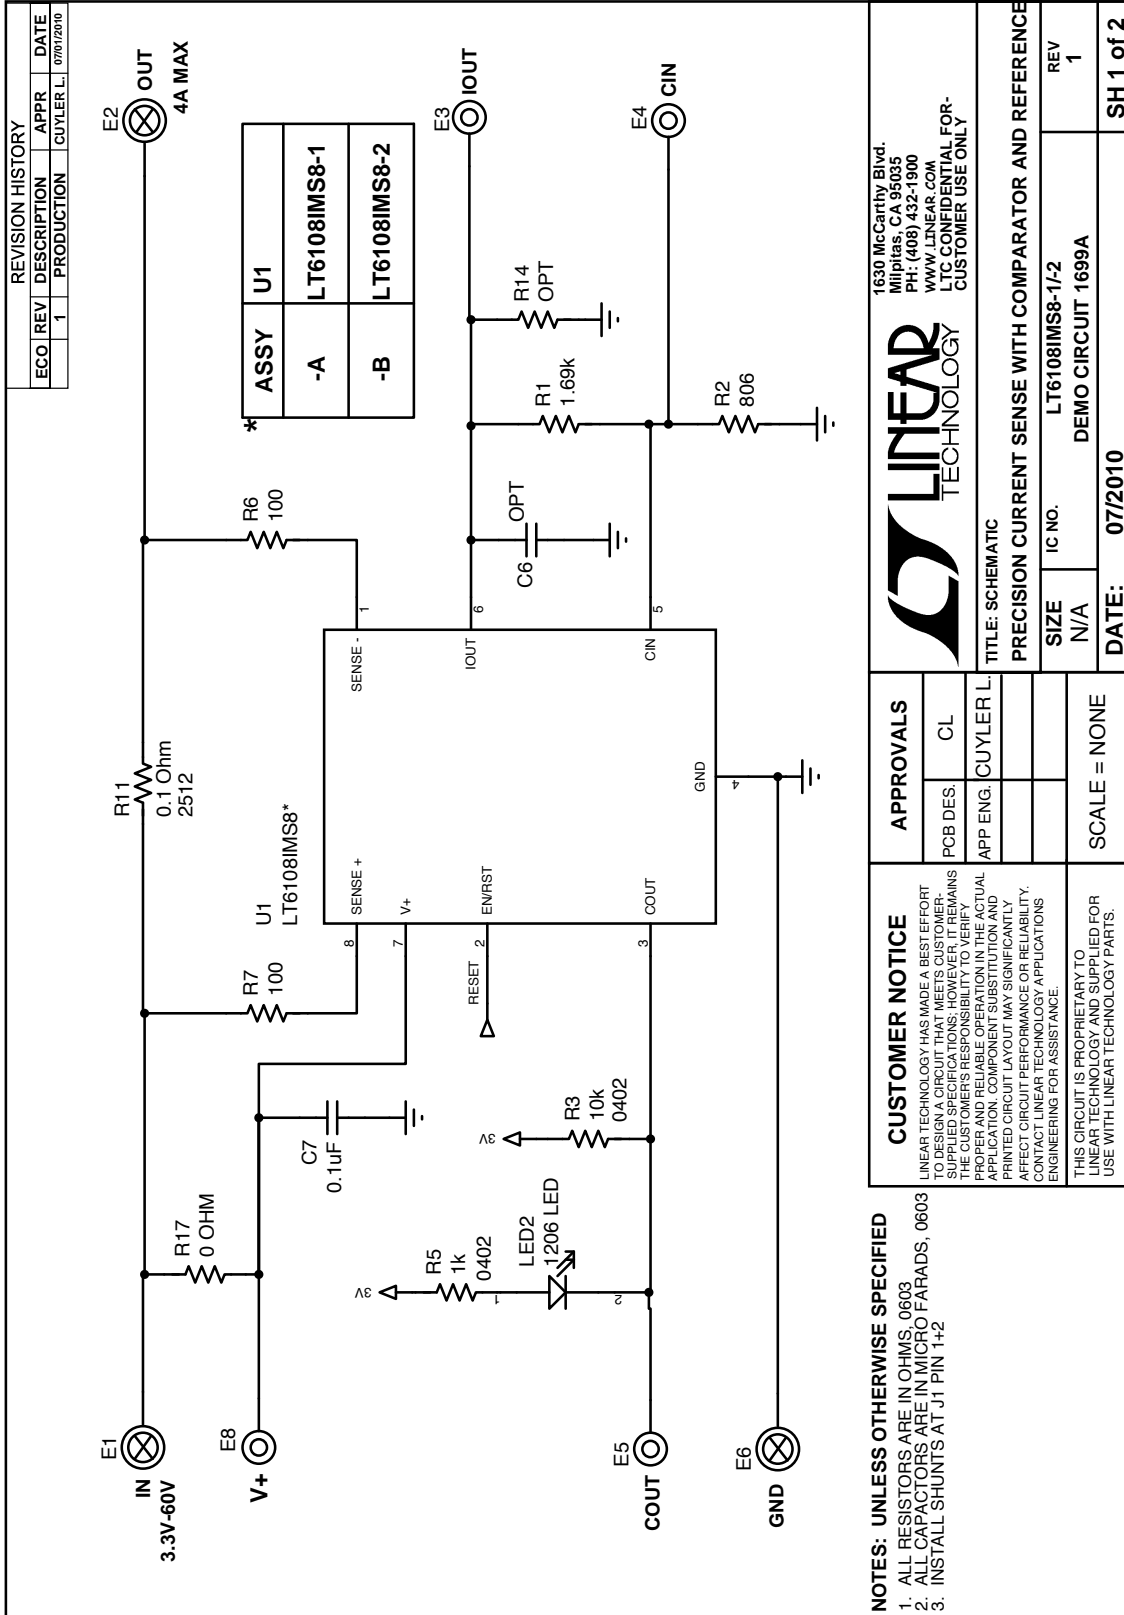 REVISION HISTORY
ECO REV DESCRIPTION APPR DATE
1 PRODUCTION CUYLER L. 07/01/2010
E1
IN
3.3V-60V
E8
V+
R17
0 OHM
C7
0.1uF
R7
100
R11
0.1 Ohm
2512
R6
100
E2
OUT
4A MAX
*
ASSY U1
-A LT6108IMS8-1
-B LT6108IMS8-2
U1
LT6108IMS8*
8 SENSE +
7 V+
RESET 2 EN/RST
3 COUT
SENSE - 1
IOUT 6
CIN 5
GND
4
3V
R5
1k
0402
1
LED2
1206 LED
2
3V
R3
10k
0402
C6 OPT
R14
OPT
R1
1.69k
R2
806
E3
IOUT
E4
CIN
E5
COUT
E6
GND
NOTES: UNLESS OTHERWISE SPECIFIED
1. ALL RESISTORS ARE IN OHMS, 0603
2. ALL CAPACTORS ARE IN MICRO FARADS, 0603
3. INSTALL SHUNTS AT J1 PIN 1+2
CUSTOMER NOTICE
LINEAR TECHNOLOGY HAS MADE A BEST EFFORT
TO DESIGN A CIRCUIT THAT MEETS CUSTOMER-
SUPPLIED SPECIFICATIONS; HOWEVER, IT REMAINS
THE CUSTOMER'S RESPONSIBILITY TO VERIFY
PROPER AND RELIABLE OPERATION IN THE ACTUAL
APPLICATION. COMPONENT SUBSTITUTION AND
PRINTED CIRCUIT LAYOUT MAY SIGNIFICANTLY
AFFECT CIRCUIT PERFORMANCE OR RELIABILITY.
CONTACT LINEAR TECHNOLOGY APPLICATIONS
ENGINEERING FOR ASSISTANCE.
THIS CIRCUIT IS PROPRIETARY TO
LINEAR TECHNOLOGY AND SUPPLIED FOR
USE WITH LINEAR TECHNOLOGY PARTS.
APPROVALS
PCB DES. CL
APP ENG. CUYLER L.
SCALE = NONE
LINEAR
TECHNOLOGY
1630 McCarthy Blvd.
Milpitas, CA 95035
PH: (408) 432-1900
WWW.LINEAR.COM
LTC CONFIDENTIAL FOR-
CUSTOMER USE ONLY
TITLE: SCHEMATIC
PRECISION CURRENT SENSE WITH COMPARATOR AND REFERENCE
SIZE
N/A
IC NO.
LT6108IMS8-1/-2
DEMO CIRCUIT 1699A
REV
1
DATE: 07/2010
SH 1 of 2